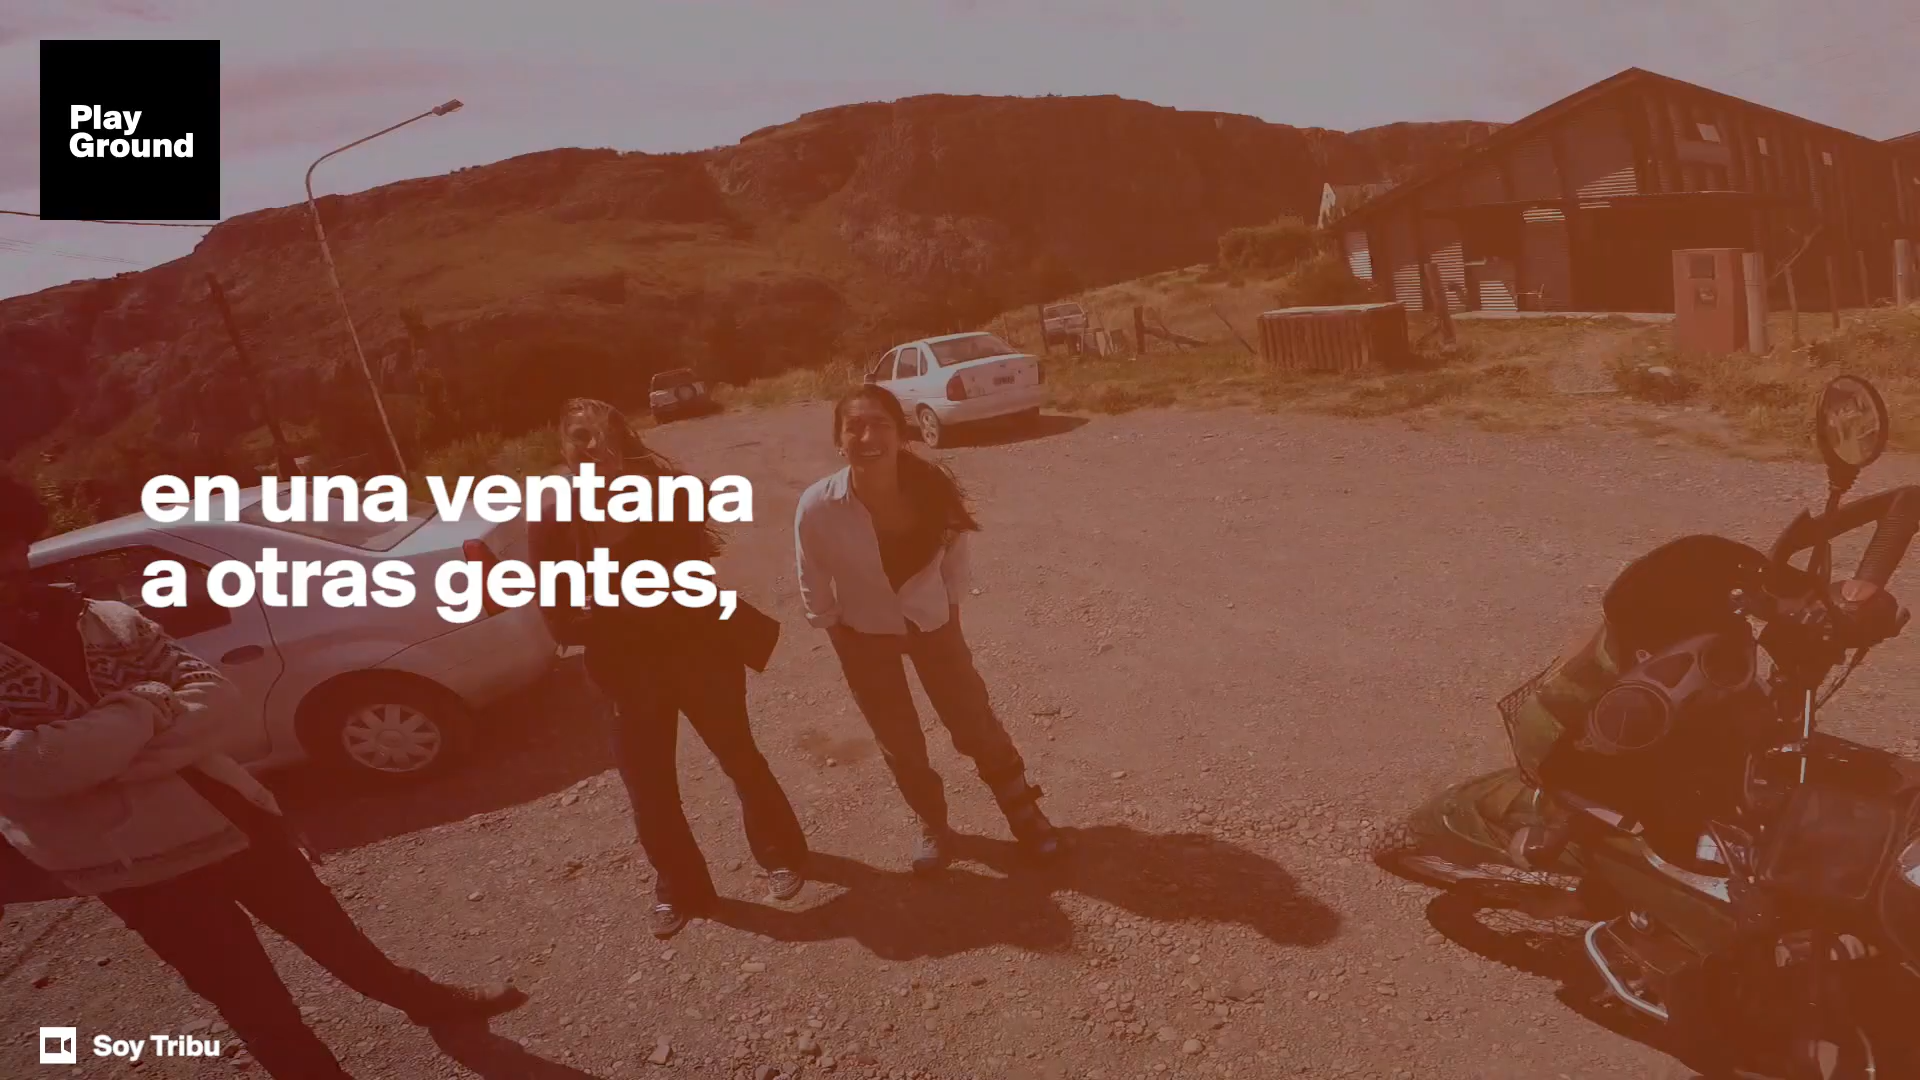 Play
Ground
en una ventana
a otras gentes,
Soy Tribu